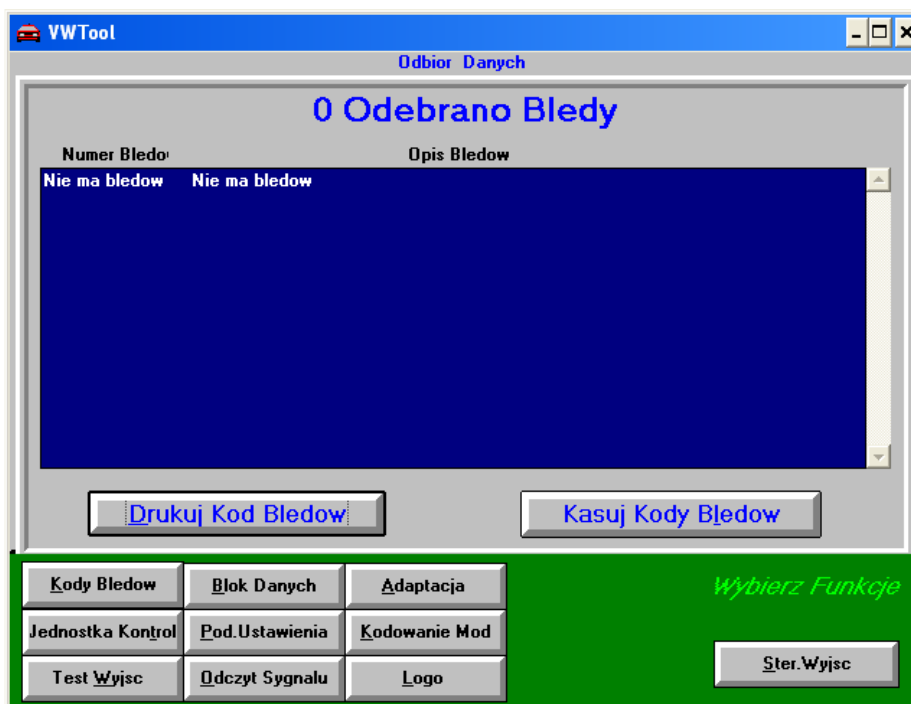 VWTool
Odbior Danych
0 Odebrano Bledy
Numer Bledo Opis Bledow
Nie ma bledow Nie ma bledow
Drukuj Kod Bledow Kasuj Kody Bledow
Kody Bledow Blok Danych Adaptacja Wybierz Funkcje
Jednostka Kontrol Pod.Ustawienia Kodowanie Mod
Test Wyjsc Odczyt Sygnalu Logo Ster.Wyjsc